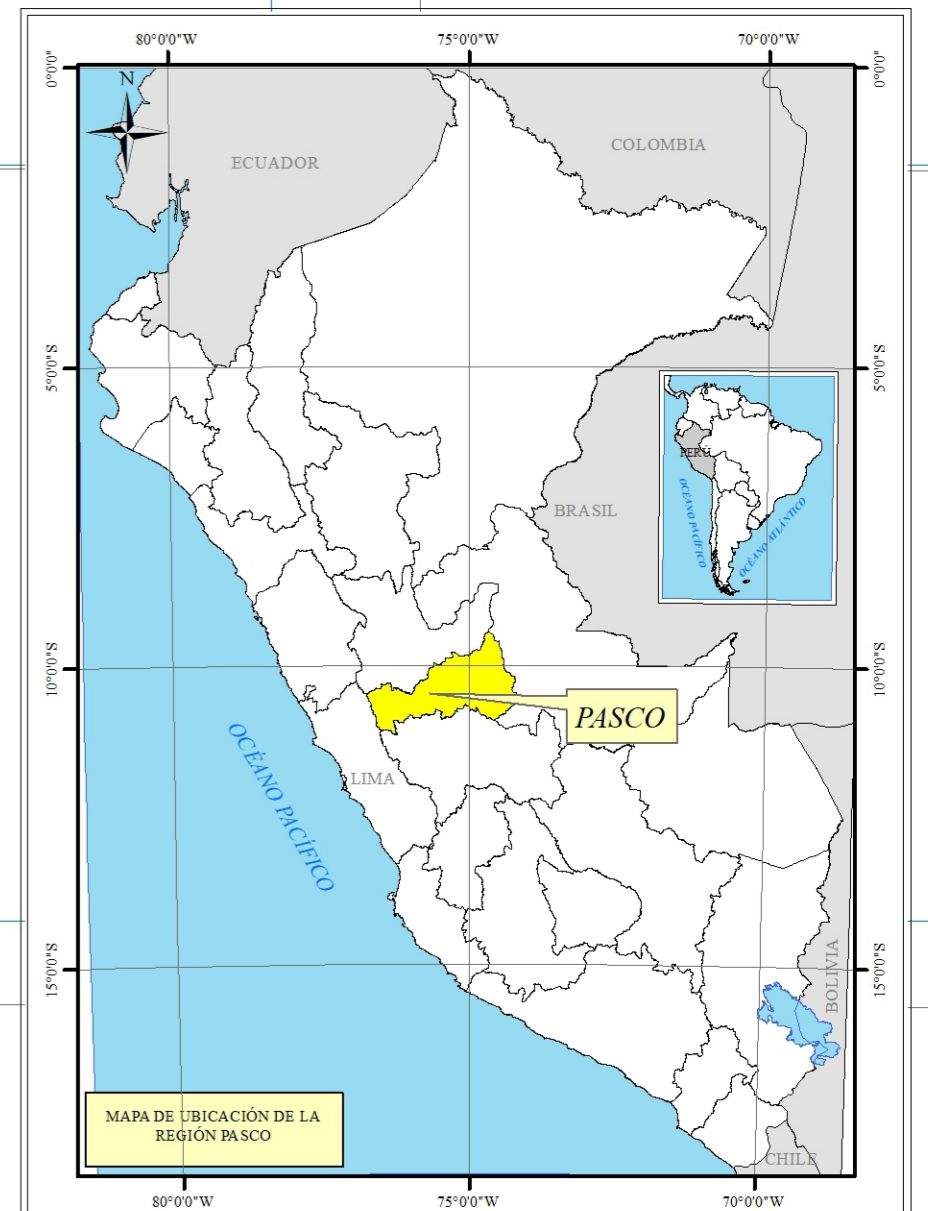 80°0'0"W
75°0'0"W
70°0'0"W
0°0'0"
0°0'0"
N
ECUADOR
COLOMBIA
5°0'0"S
5°0'0"S
PERÚ
OCÉANO PACÍFICO
OCÉANO ATLÁNTICO
BRASIL
10°0'0"S
10°0'0"S
PASCO
OCÉANO PACÍFICO
LIMA
15°0'0"S
15°0'0"S
BOLIVIA
MAPA DE UBICACIÓN DE LA
REGIÓN PASCO
CHILE
80°0'0"W
75°0'0"W
70°0'0"W